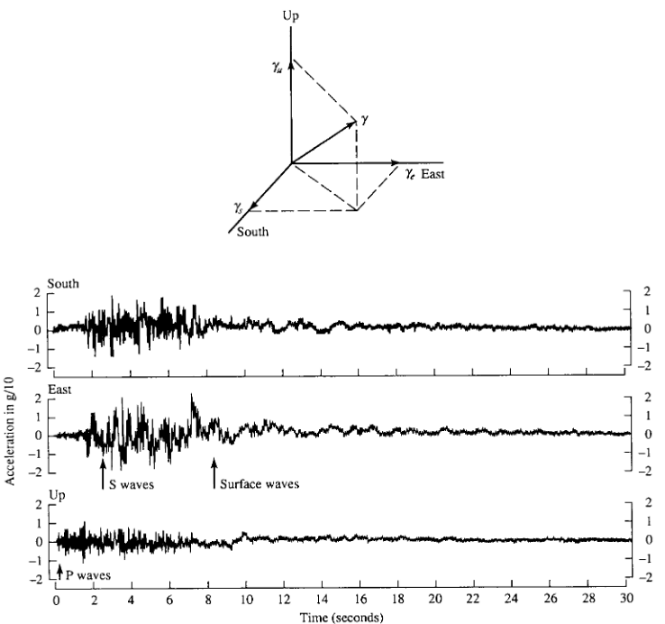 Up
γu
γ
γe East
γs
South
South
2 2
1 1
0 0
−1 −1
−2 −2
East
2 2
1 1
0 0
−1 −1
−2 −2
Acceleration in g/10
S waves Surface waves
Up
2 2
1 1
0 0
−1 −1
−2 −2
P waves
0 2 4 6 8 10 12 14 16 18 20 22 24 26 28 30
Time (seconds)